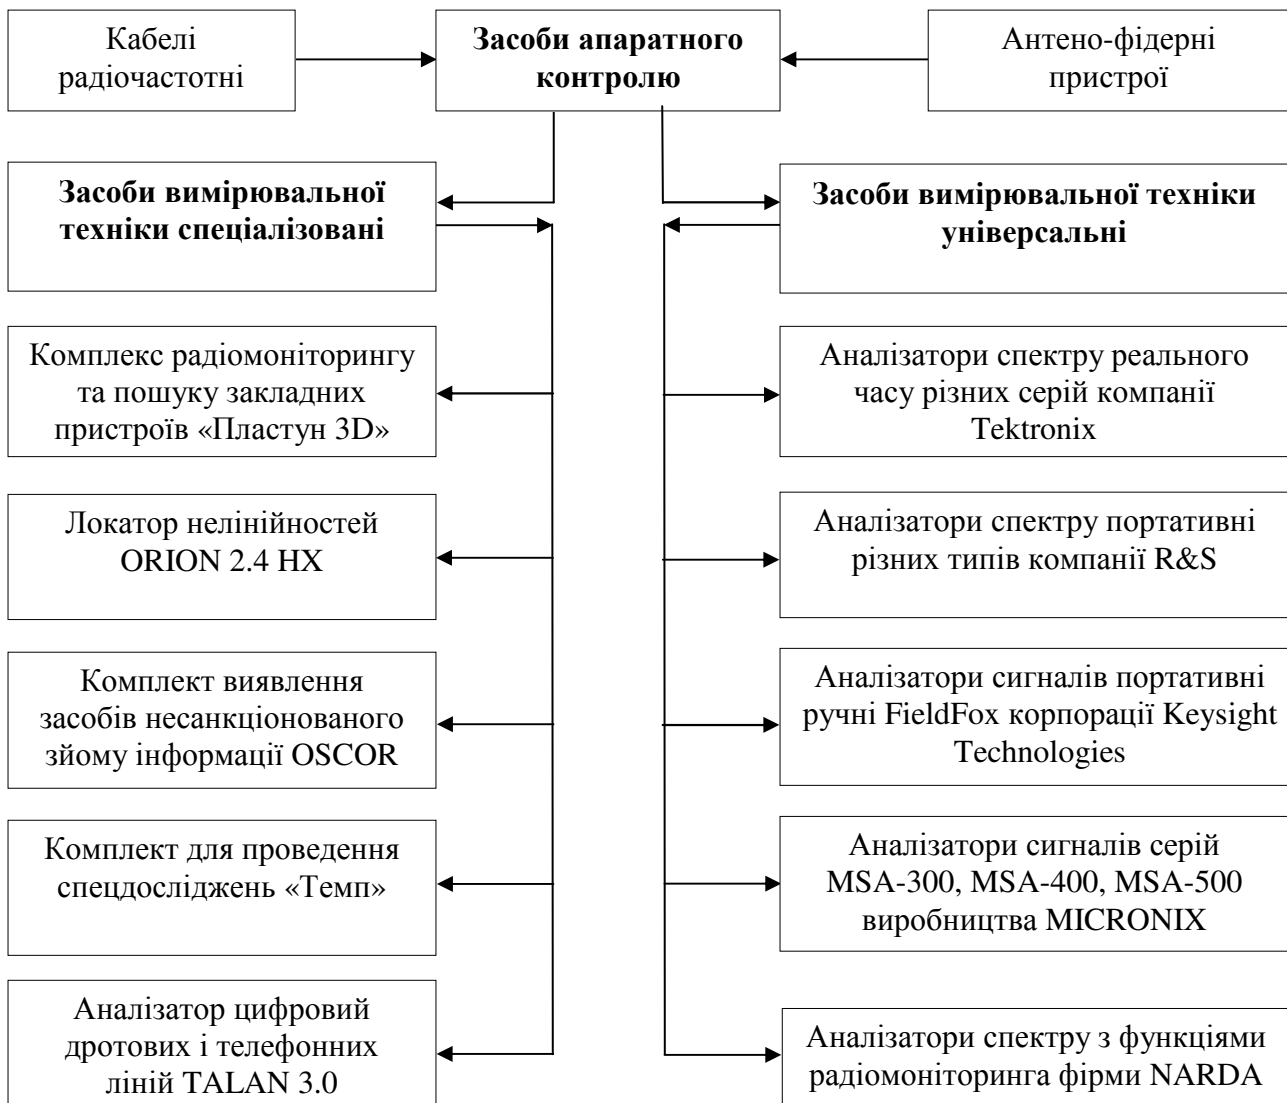 Кабелі
радіочастотні
Засоби апаратного
контролю
Антено-фідерні
пристрої
Засоби вимірювальної
техніки спеціалізовані
Засоби вимірювальної техніки
універсальні
Комплекс радіомоніторингу
та пошуку закладних
пристроїв «Пластун 3D»
Аналізатори спектру реального
часу різних серій компанії
Tektronix
Локатор нелінійностей
ORION 2.4 HX
Аналізатори спектру портативні
різних типів компанії R&S
Комплект виявлення
засобів несанкціонованого
зйому інформації OSCOR
Аналізатори сигналів портативні
ручні FieldFox корпорації Keysight
Technologies
Комплект для проведення
спецдосліджень «Темп»
Аналізатори сигналів серій
MSA-300, MSA-400, MSA-500
виробництва MICRONIX
Аналізатор цифровий
дротових і телефонних
ліній TALAN 3.0
Аналізатори спектру з функціями
радіомоніторинга фірми NARDA